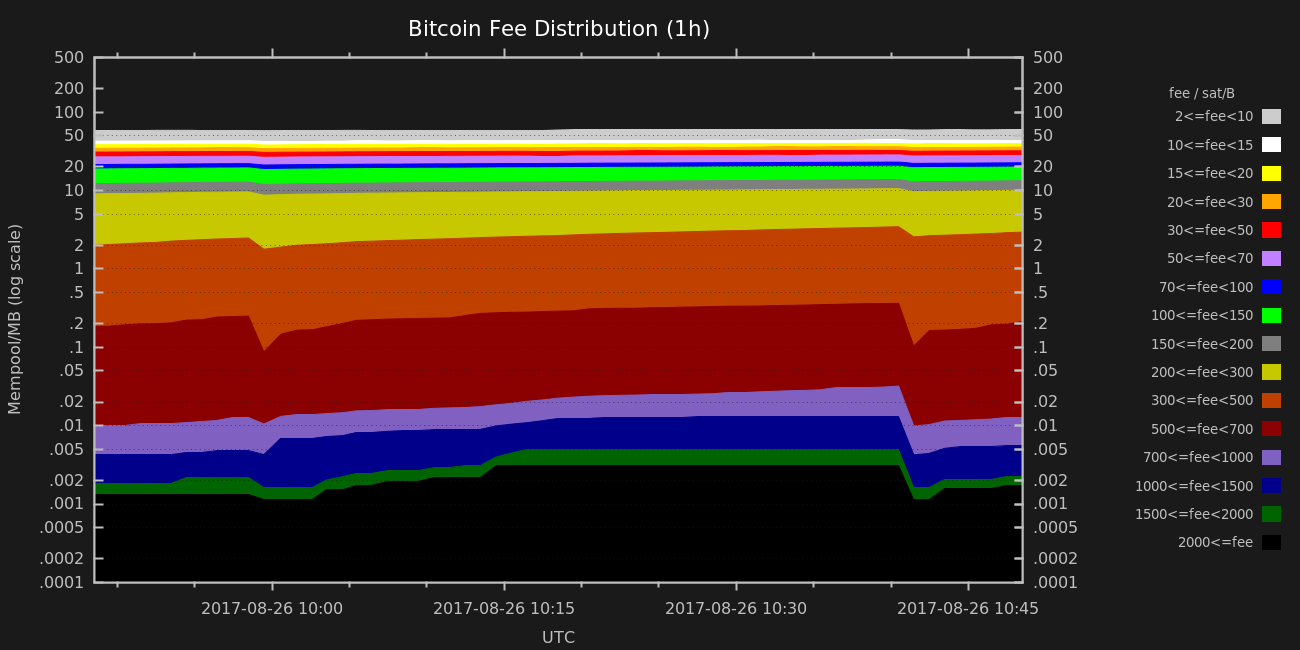 Bitcoin Fee Distribution (1h)
500
200
100
50
20
10
5
2
1
.5
.2
.1
.05
.02
.01
.005
.002
.001
.0005
.0002
.0001
Mempool/MB (log scale)
500
200
100
50
20
10
5
2
1
.5
.2
.1
.05
.02
.01
.005
.002
.001
.0005
.0002
.0001
2017-08-26 10:00
2017-08-26 10:15
2017-08-26 10:30
2017-08-26 10:45
UTC
fee / sat/B
2<=fee<10
10<=fee<15
15<=fee<20
20<=fee<30
30<=fee<50
50<=fee<70
70<=fee<100
100<=fee<150
150<=fee<200
200<=fee<300
300<=fee<500
500<=fee<700
700<=fee<1000
1000<=fee<1500
1500<=fee<2000
2000<=fee